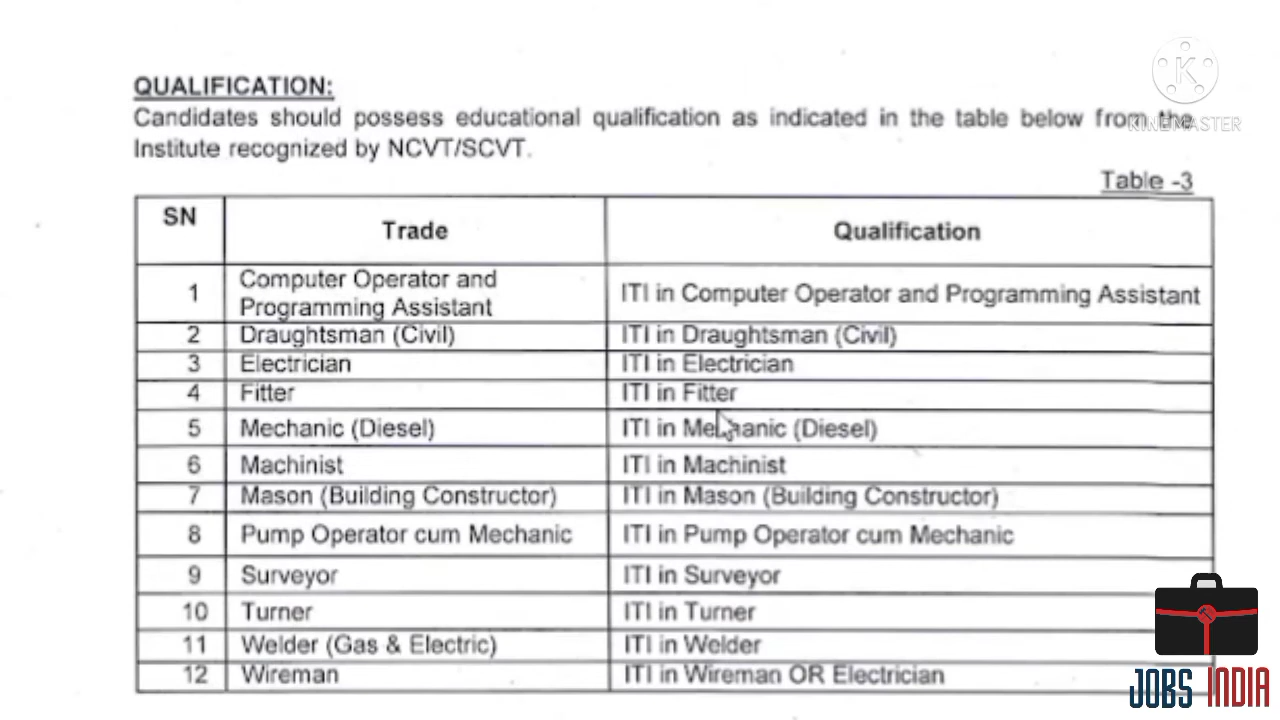 QUALIFICATION:
Candidates should possess educational qualification as indicated in the table below from the
Institute recognized by NCVT/SCVT.
KINEMASTER
Table -3
SN Trade Qualification
1 Computer Operator and Programming Assistant ITI in Computer Operator and Programming Assistant
2 Draughtsman (Civil) ITI in Draughtsman (Civil)
3 Electrician ITI in Electrician
4 Fitter ITI in Fitter
5 Mechanic (Diesel) ITI in Mechanic (Diesel)
6 Machinist ITI in Machinist
7 Mason (Building Constructor) ITI in Mason (Building Constructor)
8 Pump Operator cum Mechanic ITI in Pump Operator cum Mechanic
9 Surveyor ITI in Surveyor
10 Turner ITI in Turner
11 Welder (Gas & Electric) ITI in Welder
12 Wireman ITI in Wireman OR Electrician
JOBS INDIA